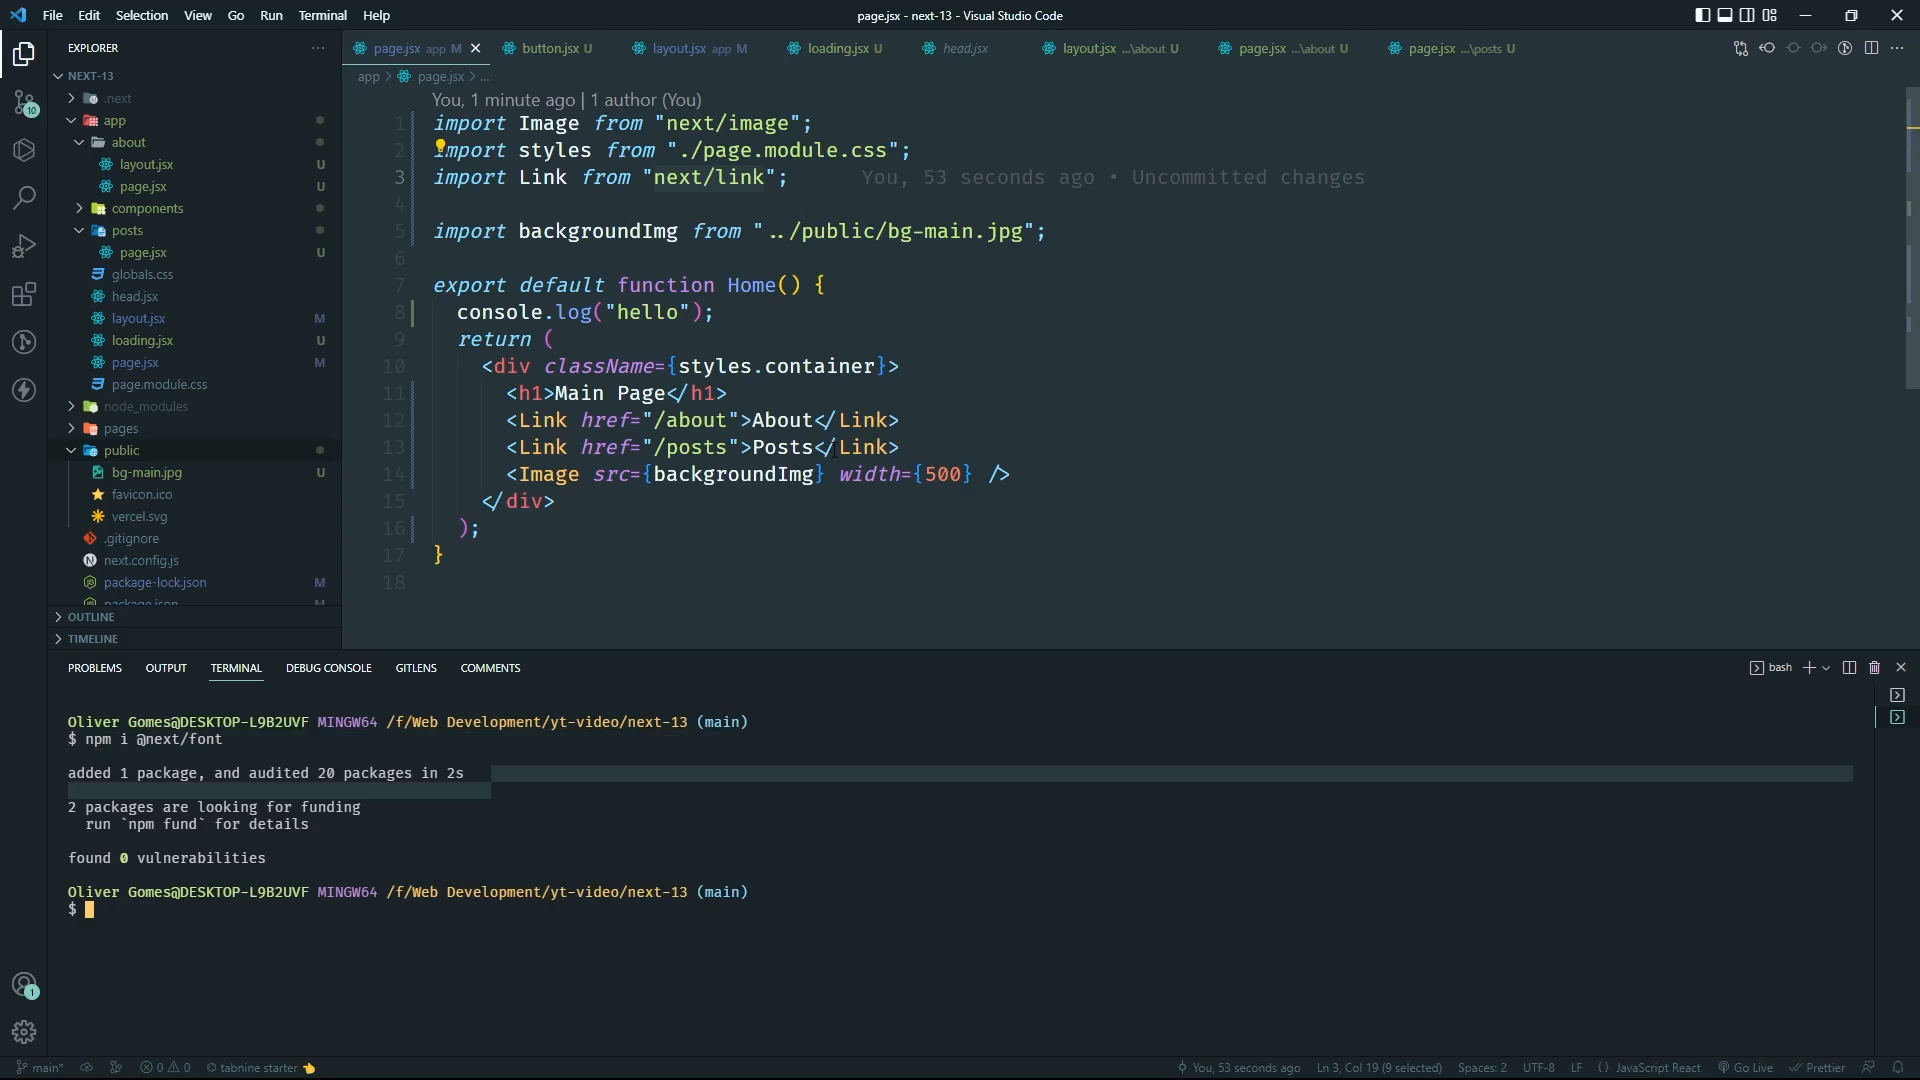 File Edit Selection View Go Run Terminal Help
page.jsx - next-13 - Visual Studio Code
EXPLORER
NEXT-13
.next
app
about
layout.jsx U
page.jsx U
components
posts
page.jsx U
globals.css
head.jsx
layout.jsx M
loading.jsx U
page.jsx M
page.module.css
node_modules
pages
public
bg-main.jpg U
favicon.ico
vercel.svg
.gitignore
next.config.js
package-lock.json M
package.json M
OUTLINE
TIMELINE
page.jsx app M button.jsx U layout.jsx app M loading.jsx U head.jsx layout.jsx ...\about U page.jsx ...\about U page.jsx ...\posts U
app > page.jsx > ...
You, 1 minute ago | 1 author (You)
1 import Image from "next/image";
2 import styles from "./page.module.css";
3 import Link from "next/link"; You, 53 seconds ago • Uncommitted changes
4
5 import backgroundImg from "../public/bg-main.jpg";
6
7 export default function Home() {
8 console.log("hello");
9 return (
10 <div className={styles.container}>
11 <h1>Main Page</h1>
12 <Link href="/about">About</Link>
13 <Link href="/posts">Posts</Link>
14 <Image src={backgroundImg} width={500} />
15 </div>
16 );
17 }
18
PROBLEMS OUTPUT TERMINAL DEBUG CONSOLE GITLENS COMMENTS
bash
Oliver Gomes@DESKTOP-L9B2UVF MINGW64 /f/Web Development/yt-video/next-13 (main)
$ npm i @next/font
added 1 package, and audited 20 packages in 2s
2 packages are looking for funding
run `npm fund` for details
found 0 vulnerabilities
Oliver Gomes@DESKTOP-L9B2UVF MINGW64 /f/Web Development/yt-video/next-13 (main)
$
10
1
main* 0 0 tabnine starter
You, 53 seconds ago Ln 3, Col 19 (9 selected) Spaces: 2 UTF-8 LF {} JavaScript React Go Live Prettier